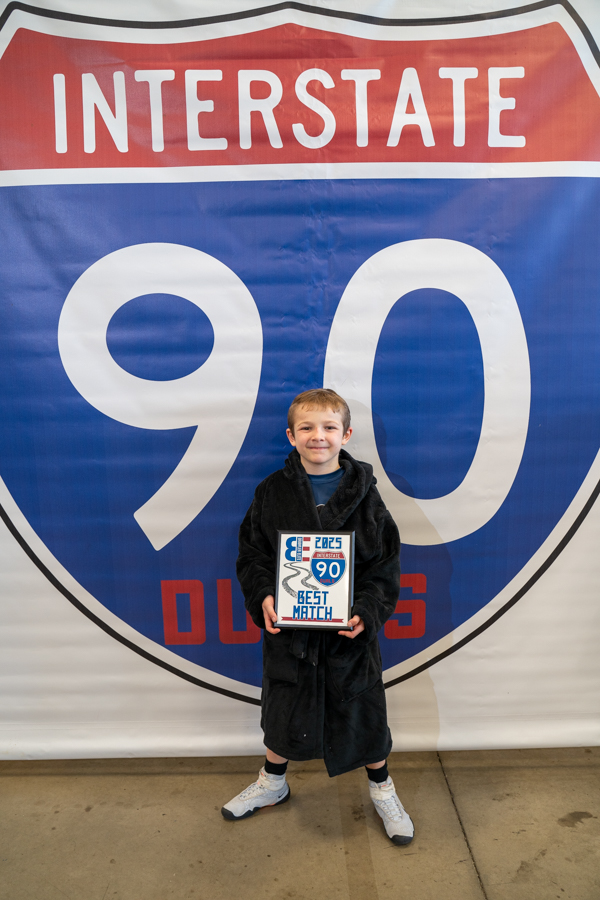 INTERSTATE
90
2025
INTERSTATE
90
BEST
MATCH